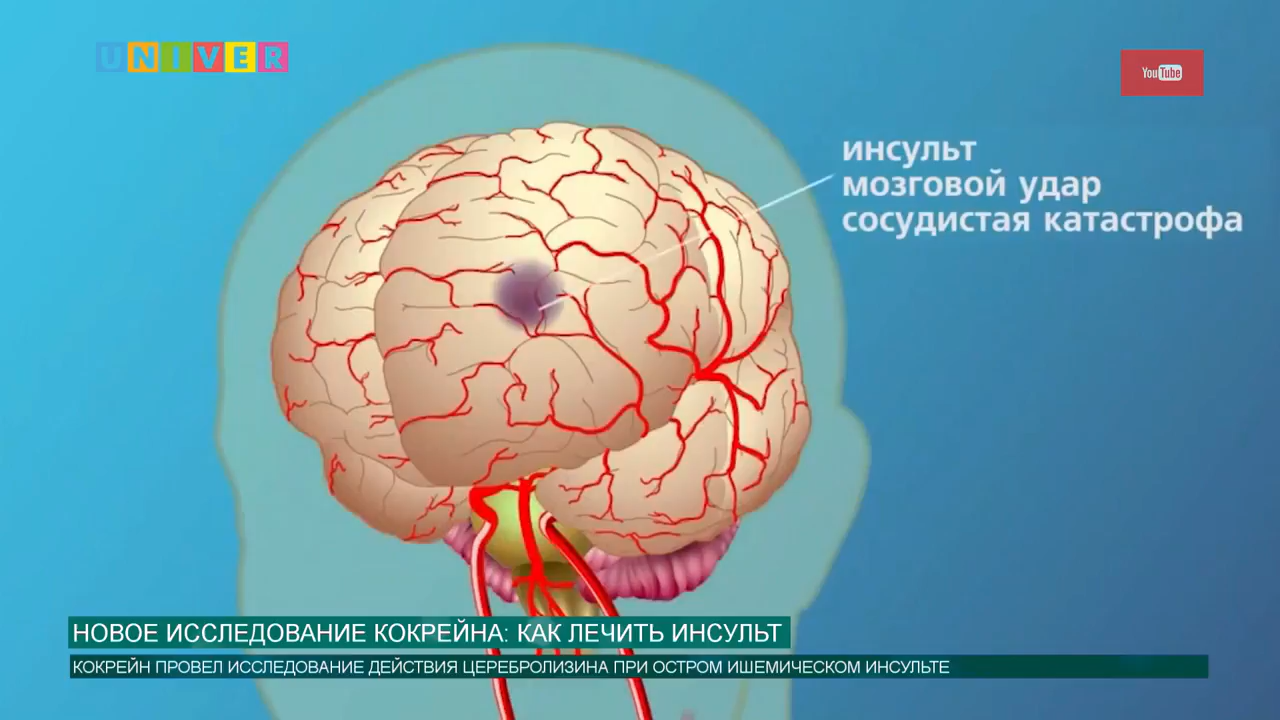 UNIVER
YouTube
инсульт
мозговой удар
сосудистая катастрофа
НОВОЕ ИССЛЕДОВАНИЕ КОКРЕЙНА: КАК ЛЕЧИТЬ ИНСУЛЬТ
КОКРЕЙН ПРОВЕЛ ИССЛЕДОВАНИЕ ДЕЙСТВИЯ ЦЕРЕБРОЛИЗИНА ПРИ ОСТРОМ ИШЕМИЧЕСКОМ ИНСУЛЬТЕ